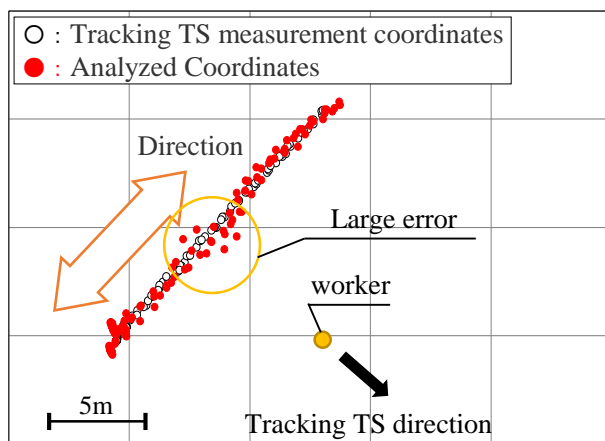 : Tracking TS measurement coordinates
: Analyzed Coordinates
Direction
Large error
worker
5m
Tracking TS direction